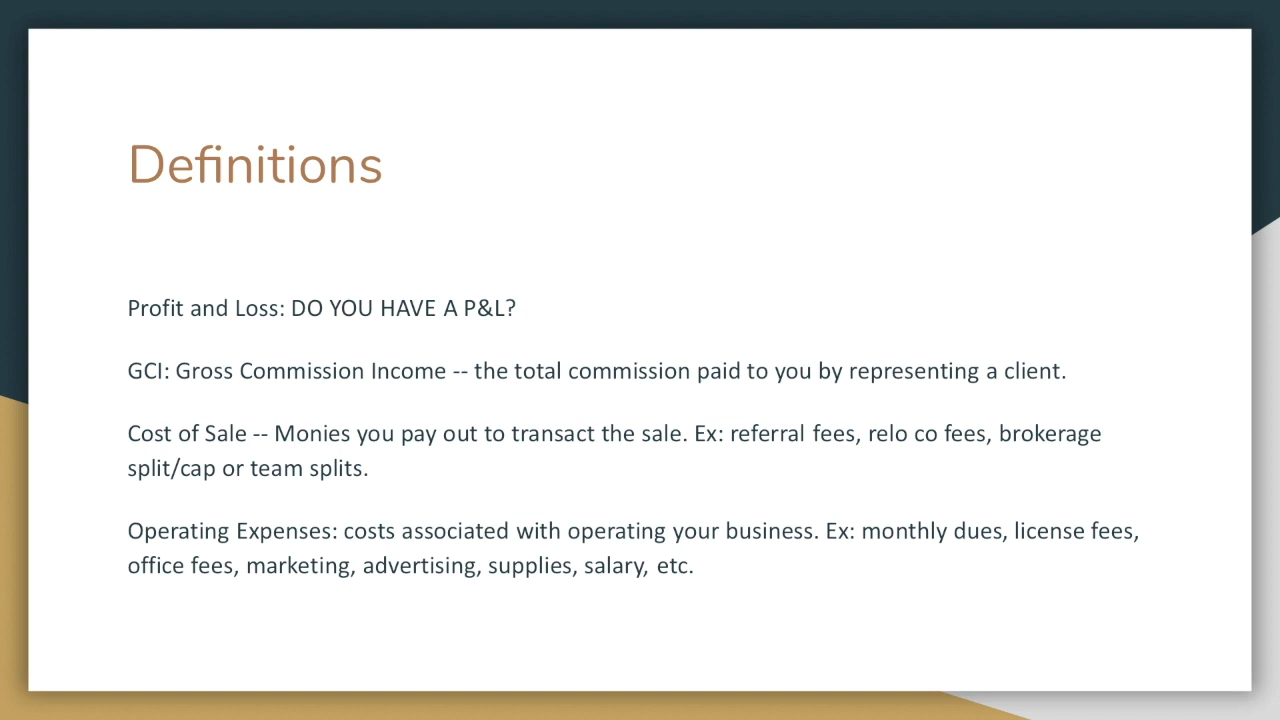 Definitions
Profit and Loss: DO YOU HAVE A P&L?
GCI: Gross Commission Income -- the total commission paid to you by representing a client.
Cost of Sale -- Monies you pay out to transact the sale. Ex: referral fees, relo co fees, brokerage
split/cap or team splits.
Operating Expenses: costs associated with operating your business. Ex: monthly dues, license fees,
office fees, marketing, advertising, supplies, salary, etc.